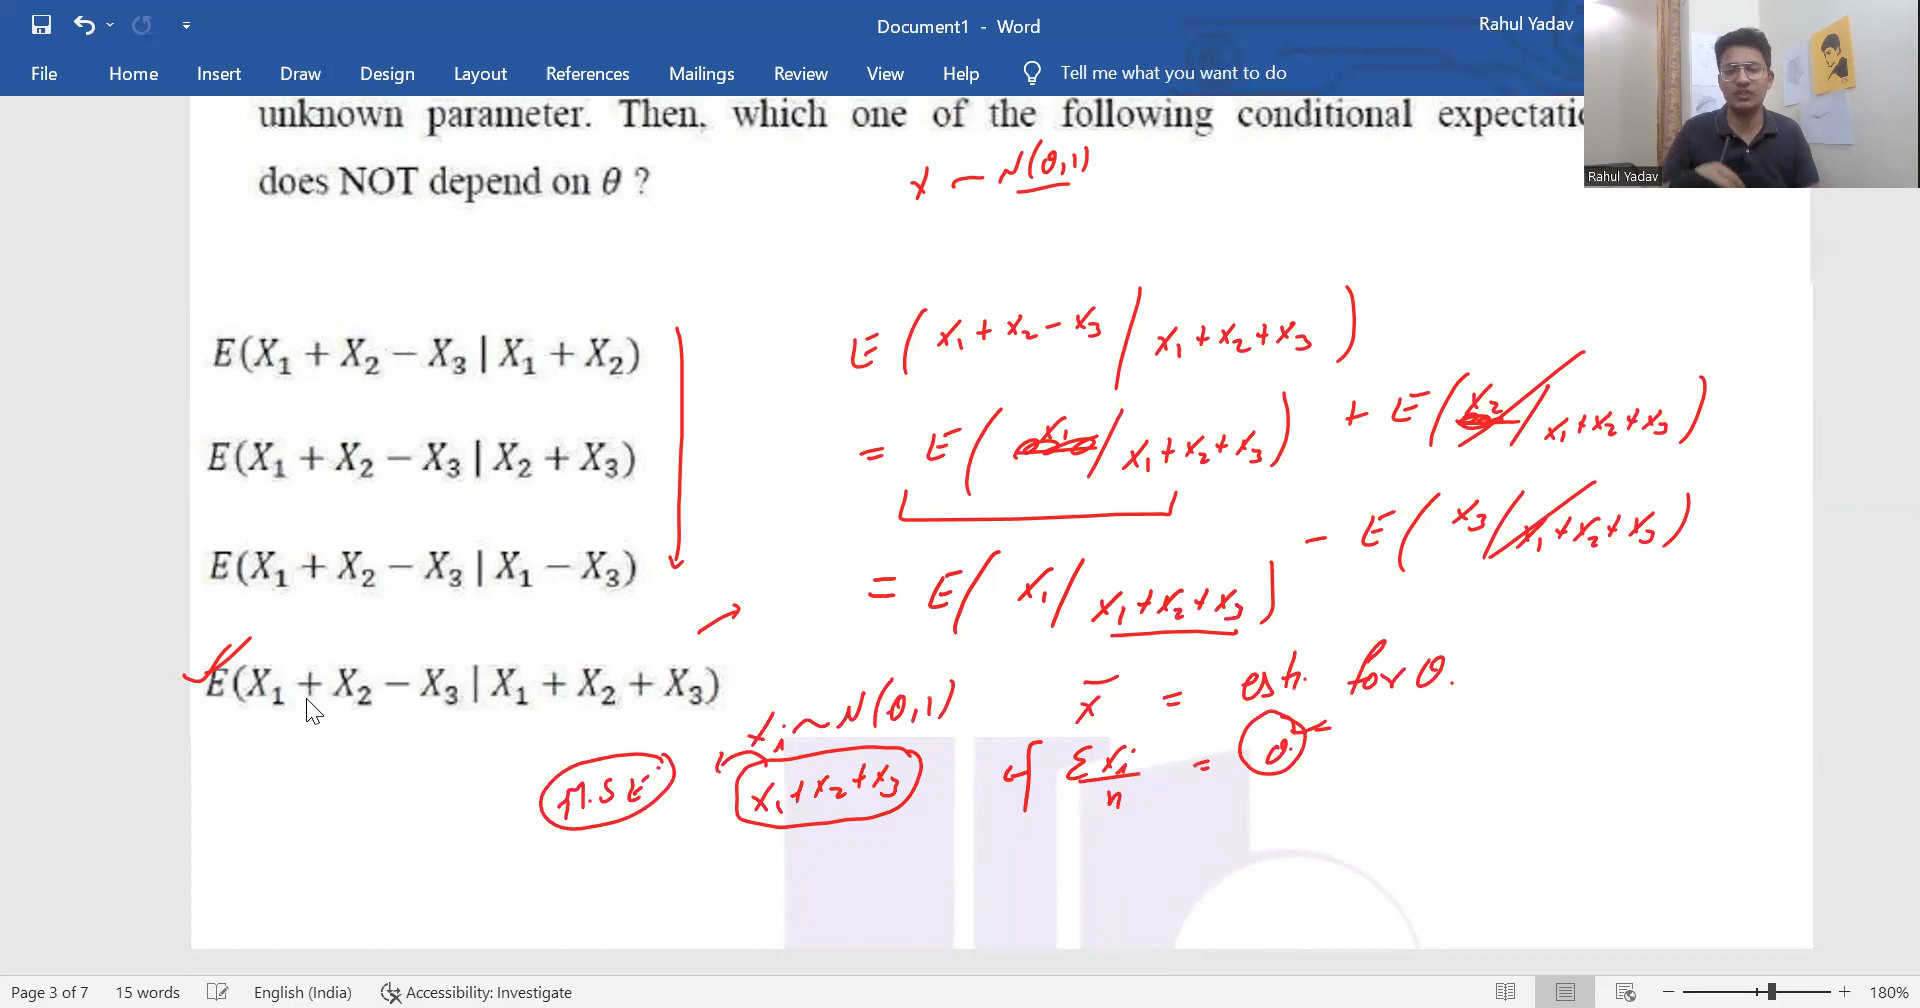 Document1 - Word
Rahul Yadav
File Home Insert Draw Design Layout References Mailings Review View Help Tell me what you want to do
unknown parameter. Then, which one of the following conditional
does NOT depend on θ ?
X ~ N(θ,1)
Rahul Yadav
E(X₁ + X₂ − X₃ | X₁ + X₂)
E(X₁ + X₂ − X₃ | X₂ + X₃)
E(X₁ + X₂ − X₃ | X₁ − X₃)
E(X₁ + X₂ − X₃ | X₁ + X₂ + X₃)
E(x₁ + x₂ − x₃ / x₁ + x₂ + x₃)
= E(x₁ / x₁ + x₂ + x₃) + E(x₂ / x₁ + x₂ + x₃)
− E(x₃ / x₁ + x₂ + x₃)
= E(x₁ / x₁ + x₂ + x₃)
xᵢ ~ N(θ,1) x̄ = est. for θ.
M.S.E x₁ + x₂ + x₃ Σxᵢ/n = θ.
Page 3 of 7 15 words English (India) Accessibility: Investigate 180%